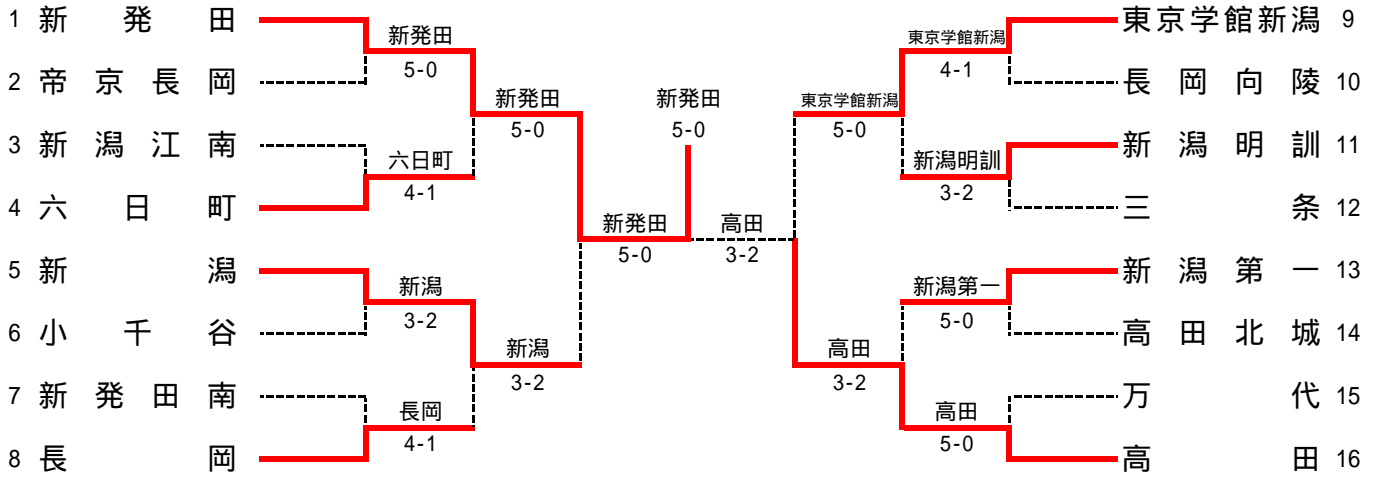 1 新発田
2 帝京長岡
3 新潟江南
4 六日町
5 新潟
6 小千谷
7 新発田南
8 長岡
新発田
5-0
六日町
4-1
新潟
3-2
長岡
4-1
新発田
5-0
新潟
3-2
新発田
5-0
新発田
5-0
高田
3-2
東京学館新潟
5-0
高田
3-2
東京学館新潟
4-1
新潟明訓
3-2
新潟第一
5-0
高田
5-0
東京学館新潟 9
長岡向陵 10
新潟明訓 11
三条 12
新潟第一 13
高田北城 14
万代 15
高田 16